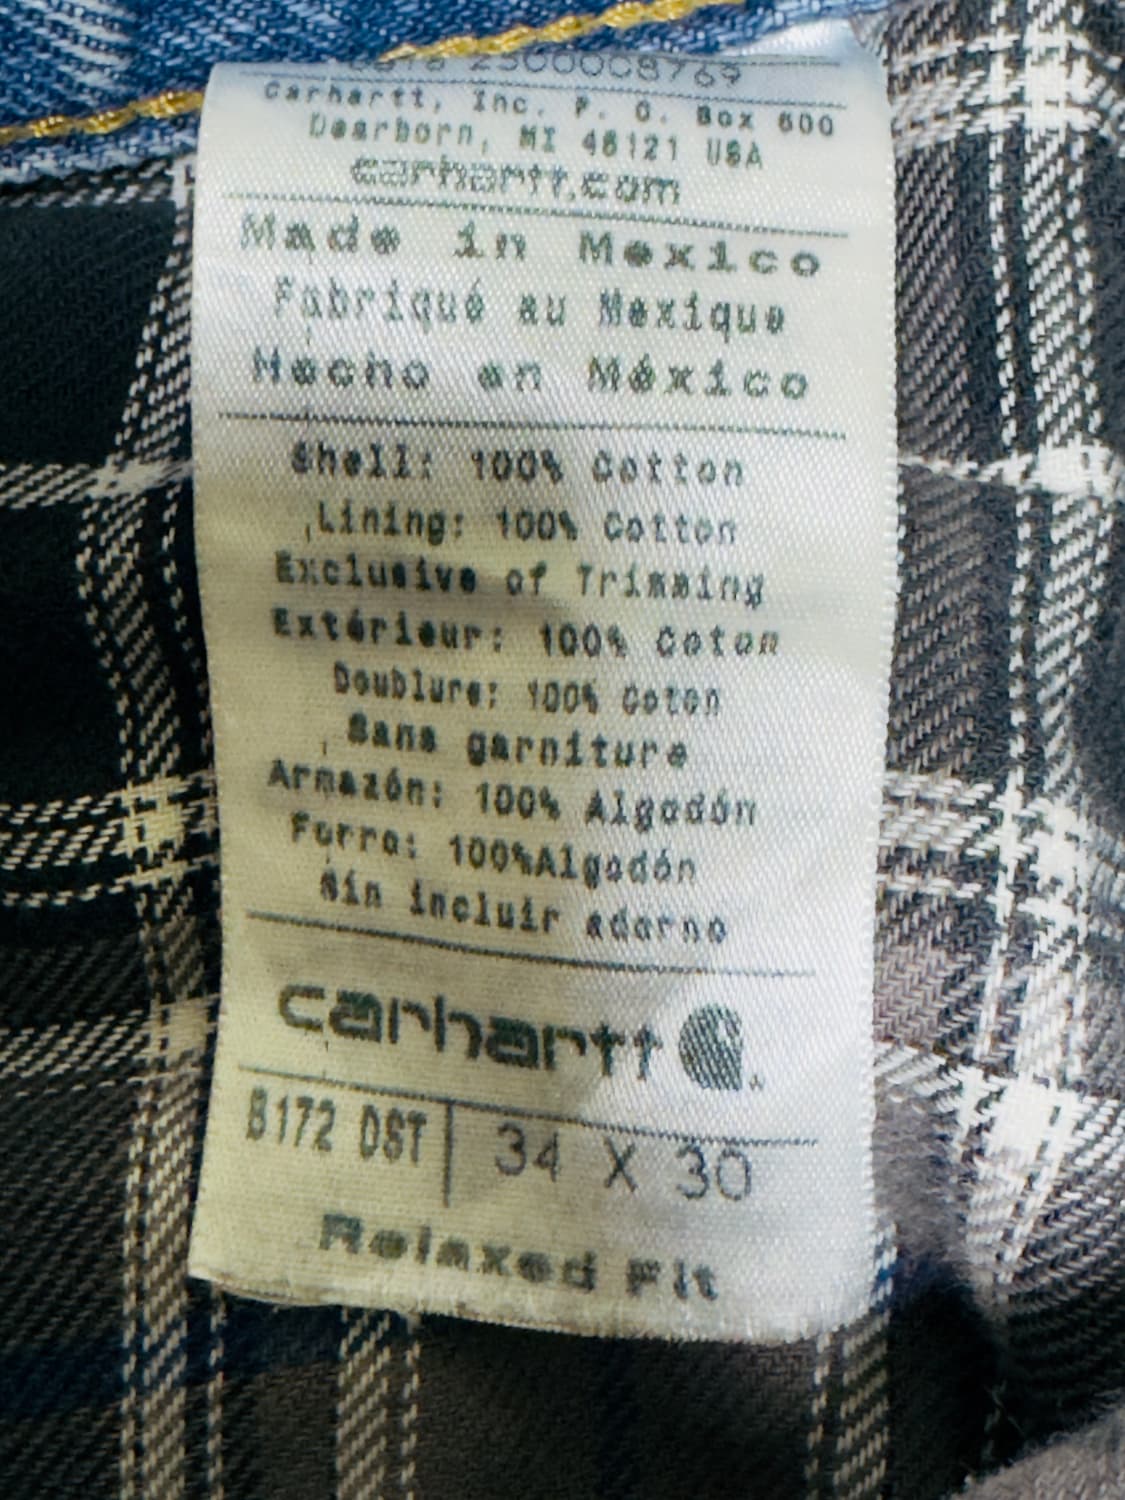 2300008769
Carhartt, Inc. P. O. Box 600
Dearborn, MI 48121 USA
carhartt.com
Made in Mexico
Fabriqué au Mexique
Hecho en México
Shell: 100% Cotton
Lining: 100% Cotton
Exclusive of Trimming
Extérieur: 100% Coton
Doublure: 100% Coton
Sans garniture
Armazón: 100% Algodón
Forro: 100%Algodón
Sin incluir adorno
carhartt
B172 DST | 34 X 30
Relaxed Fit